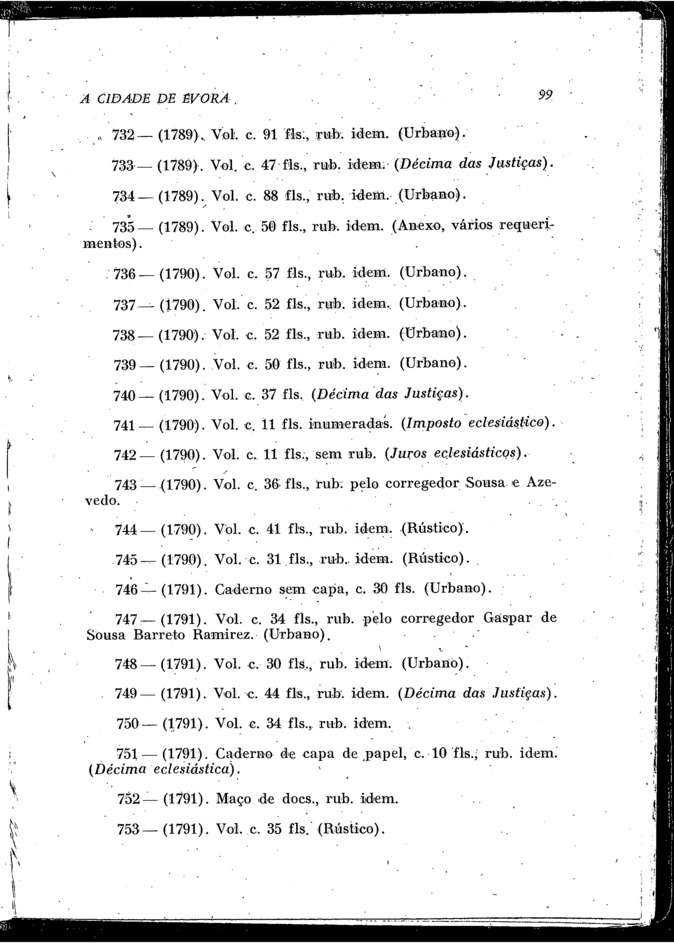 A CIDADE DE ÉVORA 99
732 — (1789). Vol. c. 91 fls., rub. idem. (Urbano).
733 — (1789). Vol. c. 47 fls., rub. idem. (Décima das Justiças).
734 — (1789). Vol. c. 88 fls., rub. idem. (Urbano).
735 — (1789). Vol. c. 50 fls., rub. idem. (Anexo, vários requeri-
mentos).
736 — (1790). Vol. c. 57 fls., rub. idem. (Urbano).
737 — (1790). Vol. c. 52 fls., rub. idem. (Urbano).
738 — (1790). Vol. c. 52 fls., rub. idem. (Urbano).
739 — (1790). Vol. c. 50 fls., rub. idem. (Urbano).
740 — (1790). Vol. c. 37 fls. (Décima das Justiças).
741 — (1790). Vol. c. 11 fls. inumeradas. (Imposto eclesiástico).
742 — (1790). Vol. c. 11 fls., sem rub. (Juros eclesiásticos).
743 — (1790). Vol. c. 36 fls., rub. pelo corregedor Sousa e Aze-
vedo.
744 — (1790). Vol. c. 41 fls., rub. idem. (Rústico).
745 — (1790). Vol. c. 31 fls., rub. idem. (Rústico).
746 — (1791). Caderno sem capa, c. 30 fls. (Urbano).
747 — (1791). Vol. c. 34 fls., rub. pelo corregedor Gaspar de
Sousa Barreto Ramirez. (Urbano).
748 — (1791). Vol. c. 30 fls., rub. idem. (Urbano).
749 — (1791). Vol. c. 44 fls., rub. idem. (Décima das Justiças).
750 — (1791). Vol. c. 34 fls., rub. idem.
751 — (1791). Caderno de capa de papel, c. 10 fls., rub. idem.
(Décima eclesiástica).
752 — (1791). Maço de docs., rub. idem.
753 — (1791). Vol. c. 35 fls. (Rústico).